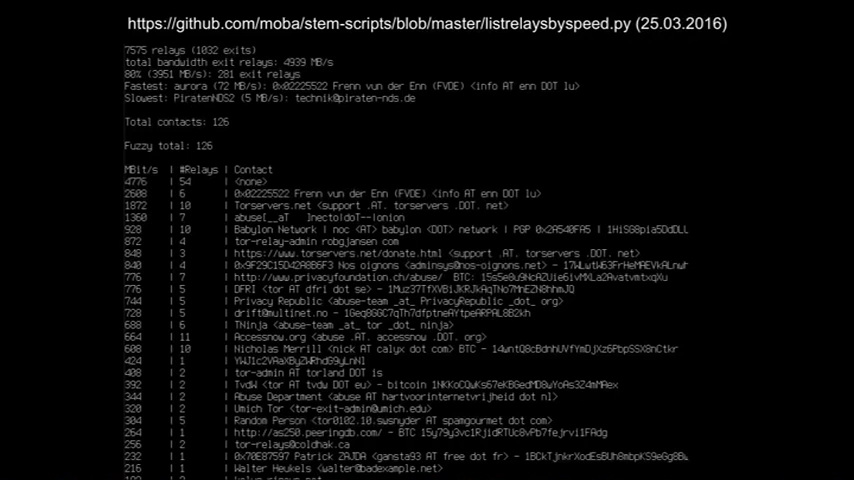 https://github.com/moba/stem-scripts/blob/master/listrelaysbyspeed.py (25.03.2016)
7575 relays (1032 exits)
total bandwidth exit relays: 4939 MB/s
80% (3951 MB/s): 281 exit relays
Fastest: aurora (72 MB/s): 0x02225522 Frenn vun der Enn (FVDE) <info AT enn DOT lu>
Slowest: PiratenNDS2 (5 MB/s): technik@piraten-nds.de
Total contacts: 126
Fuzzy total: 126
MBit/s | #Relays | Contact
4776 | 54 | <none>
2608 | 6 | 0x02225522 Frenn vun der Enn (FVDE) <info AT enn DOT lu>
1872 | 10 | Torservers.net <support .AT. torservers .DOT. net>
1360 | 7 | abuse[__aT ]necto|doT--|onion
928 | 10 | Babylon Network | noc <AT> babylon <DOT> network | PGP 0x2A540FA5 |
872 | 4 | tor-relay-admin robgjansen com
848 | 3 | https://www.torservers.net/donate.html <support .AT. torservers .DOT. net>
840 | 4 | 0x9F29C15D42A8B6F3 Nos oignons <adminsys@nos-oignons.net> -
776 | 7 | http://www.privacyfoundation.ch/abuse/ BTC:
776 | 5 | DFRI <tor AT dfri dot se> -
744 | 5 | Privacy Republic <abuse-team _at_ PrivacyRepublic _dot_ org>
728 | 5 | drift@multinet.no -
688 | 6 | TNinja <abuse-team _at_ tor _dot_ ninja>
664 | 11 | Accessnow.org <abuse .AT. accessnow .DOT. org>
608 | 10 | Nicholas Merrill <nick AT calyx dot com> BTC -
424 | 1 |
408 | 2 | tor-admin AT torland DOT is
392 | 2 | TvdW <tor AT tvdw DOT eu> - bitcoin
344 | 2 | Abuse Department <abuse AT hartvoorinternetvrijheid dot nl>
320 | 2 | Umich Tor <tor-exit-admin@umich.edu>
304 | 5 | Random Person <tor0102.10.swsnyder AT spamgourmet dot com>
264 | 1 | http://as250.peeringdb.com/ - BTC
256 | 2 | tor-relays@coldhak.ca
232 | 1 | 0x70E87597 Patrick ZAJDA <gansta93 AT free dot fr> -
216 | 1 | Walter Heukels <walter@badexample.net>